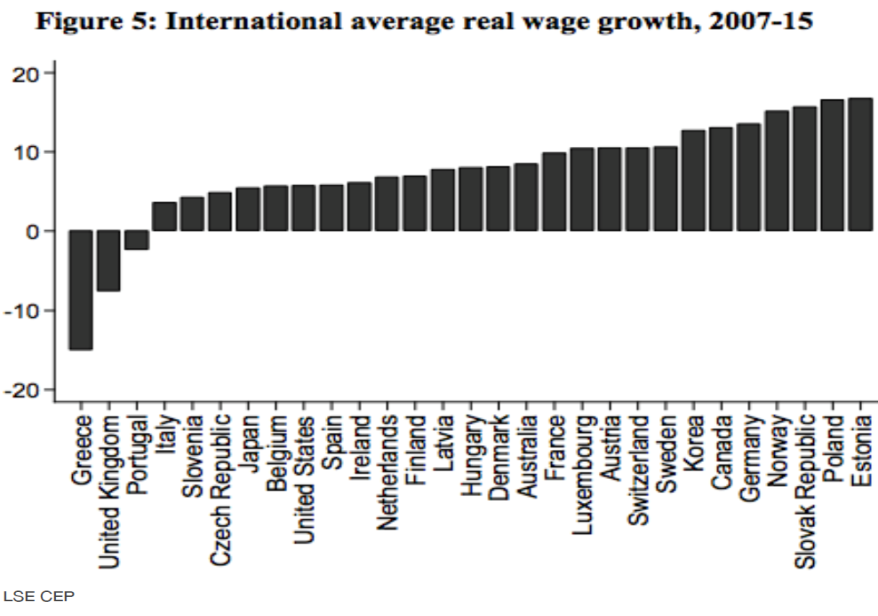 Figure 5: International average real wage growth, 2007-15
20
10
0
-10
-20
Greece
United Kingdom
Portugal
Italy
Slovenia
Czech Republic
Japan
Belgium
United States
Spain
Ireland
Netherlands
Finland
Latvia
Hungary
Denmark
Australia
France
Luxembourg
Austria
Switzerland
Sweden
Korea
Canada
Germany
Norway
Slovak Republic
Poland
Estonia
LSE CEP